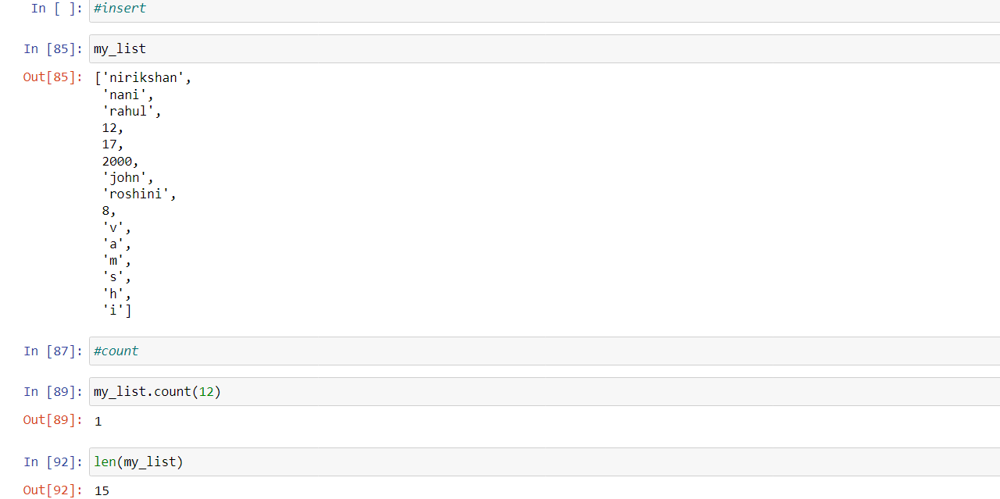 In [ ]: #insert
In [85]: my_list
Out[85]: ['nirikshan',
'nani',
'rahul',
12,
17,
2000,
'john',
'roshini',
8,
'v',
'a',
'm',
's',
'h',
'i']
In [87]: #count
In [89]: my_list.count(12)
Out[89]: 1
In [92]: len(my_list)
Out[92]: 15